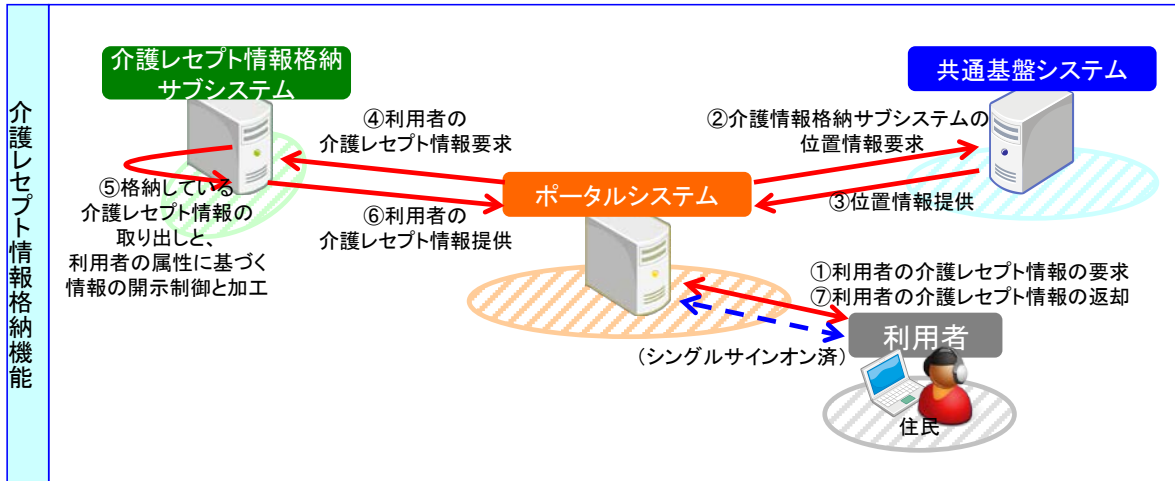 介護レセプト情報格納機能
介護レセプト情報格納
サブシステム
共通基盤システム
④利用者の
介護レセプト情報要求
②介護情報格納サブシステムの
位置情報要求
ポータルシステム
③位置情報提供
⑤格納している
介護レセプト情報の
取り出しと、
利用者の属性に基づく
情報の開示制御と加工
⑥利用者の
介護レセプト情報提供
①利用者の介護レセプト情報の要求
⑦利用者の介護レセプト情報の返却
利用者
(シングルサインオン済)
住民